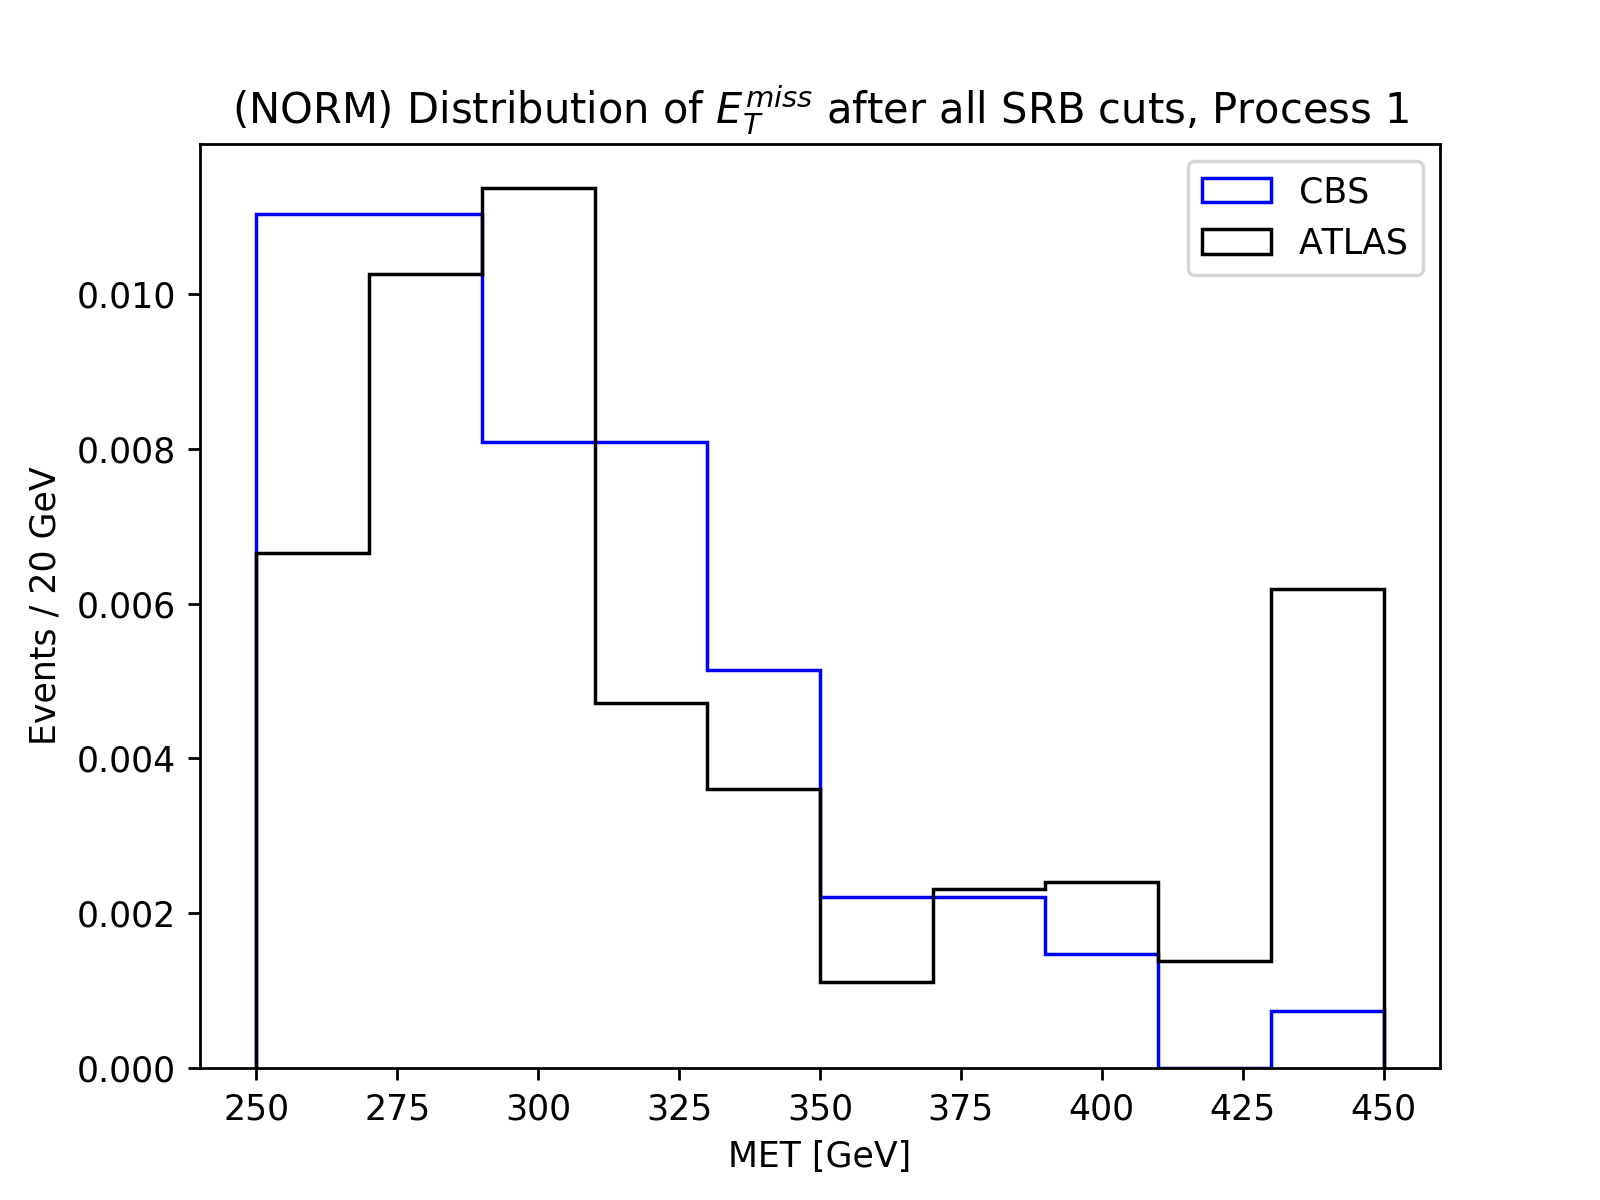 (NORM) Distribution of $E_T^{miss}$ after all SRB cuts, Process 1
CBS
ATLAS
Events / 20 GeV
0.010
0.008
0.006
0.004
0.002
0.000
250 275 300 325 350 375 400 425 450
MET [GeV]